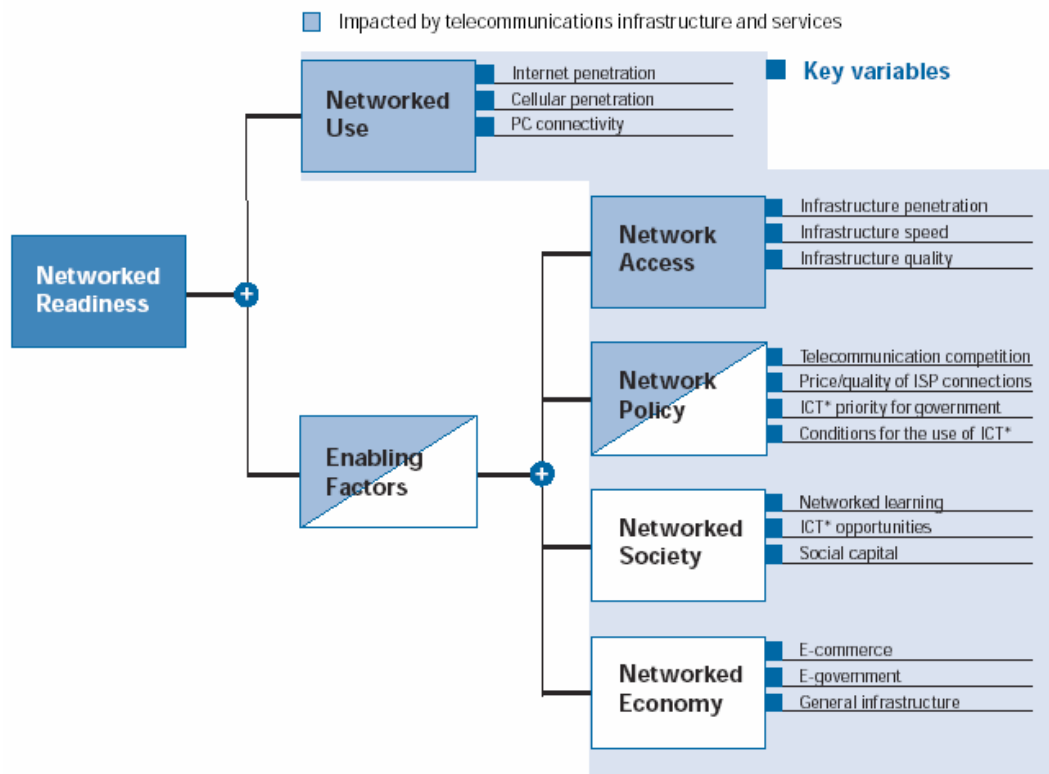 Impacted by telecommunications infrastructure and services
Key variables
Networked
Use
Internet penetration
Cellular penetration
PC connectivity
Networked
Readiness
+
Enabling
Factors
+
Network
Access
Infrastructure penetration
Infrastructure speed
Infrastructure quality
Network
Policy
Telecommunication competition
Price/quality of ISP connections
ICT* priority for government
Conditions for the use of ICT*
Networked
Society
Networked learning
ICT* opportunities
Social capital
Networked
Economy
E-commerce
E-government
General infrastructure